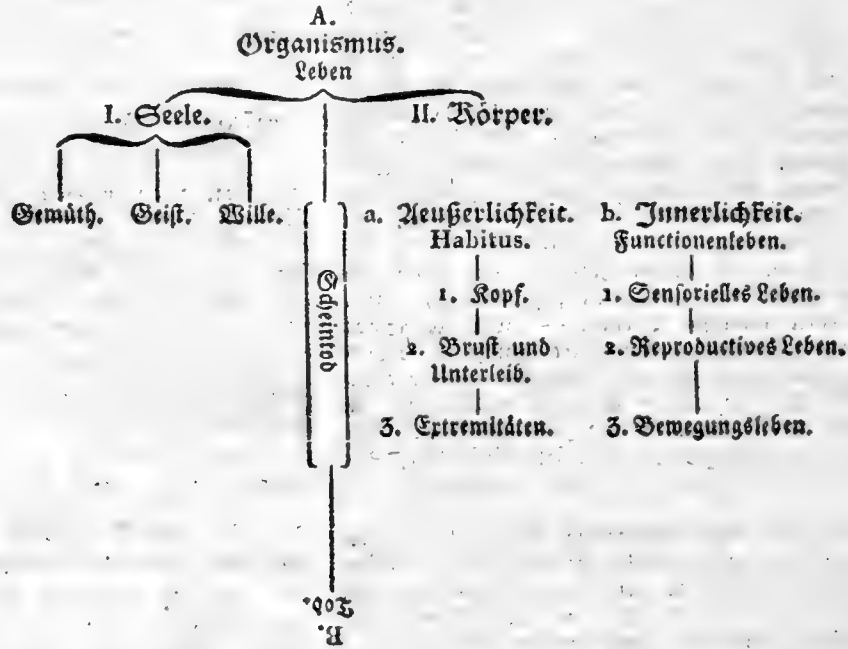 A.
Organismus.
Leben
I. Seele.
II. Körper.
Gemüth. Geist. Wille.
a. Aeußerlichkeit.
Habitus.
b. Innerlichkeit.
Functionenleben.
Scheintod
1. Kopf.
1. Sensorielles Leben.
2. Brust und
Unterleib.
2. Reproductives Leben.
3. Extremitäten.
3. Bewegungsleben.
B.
Tod.